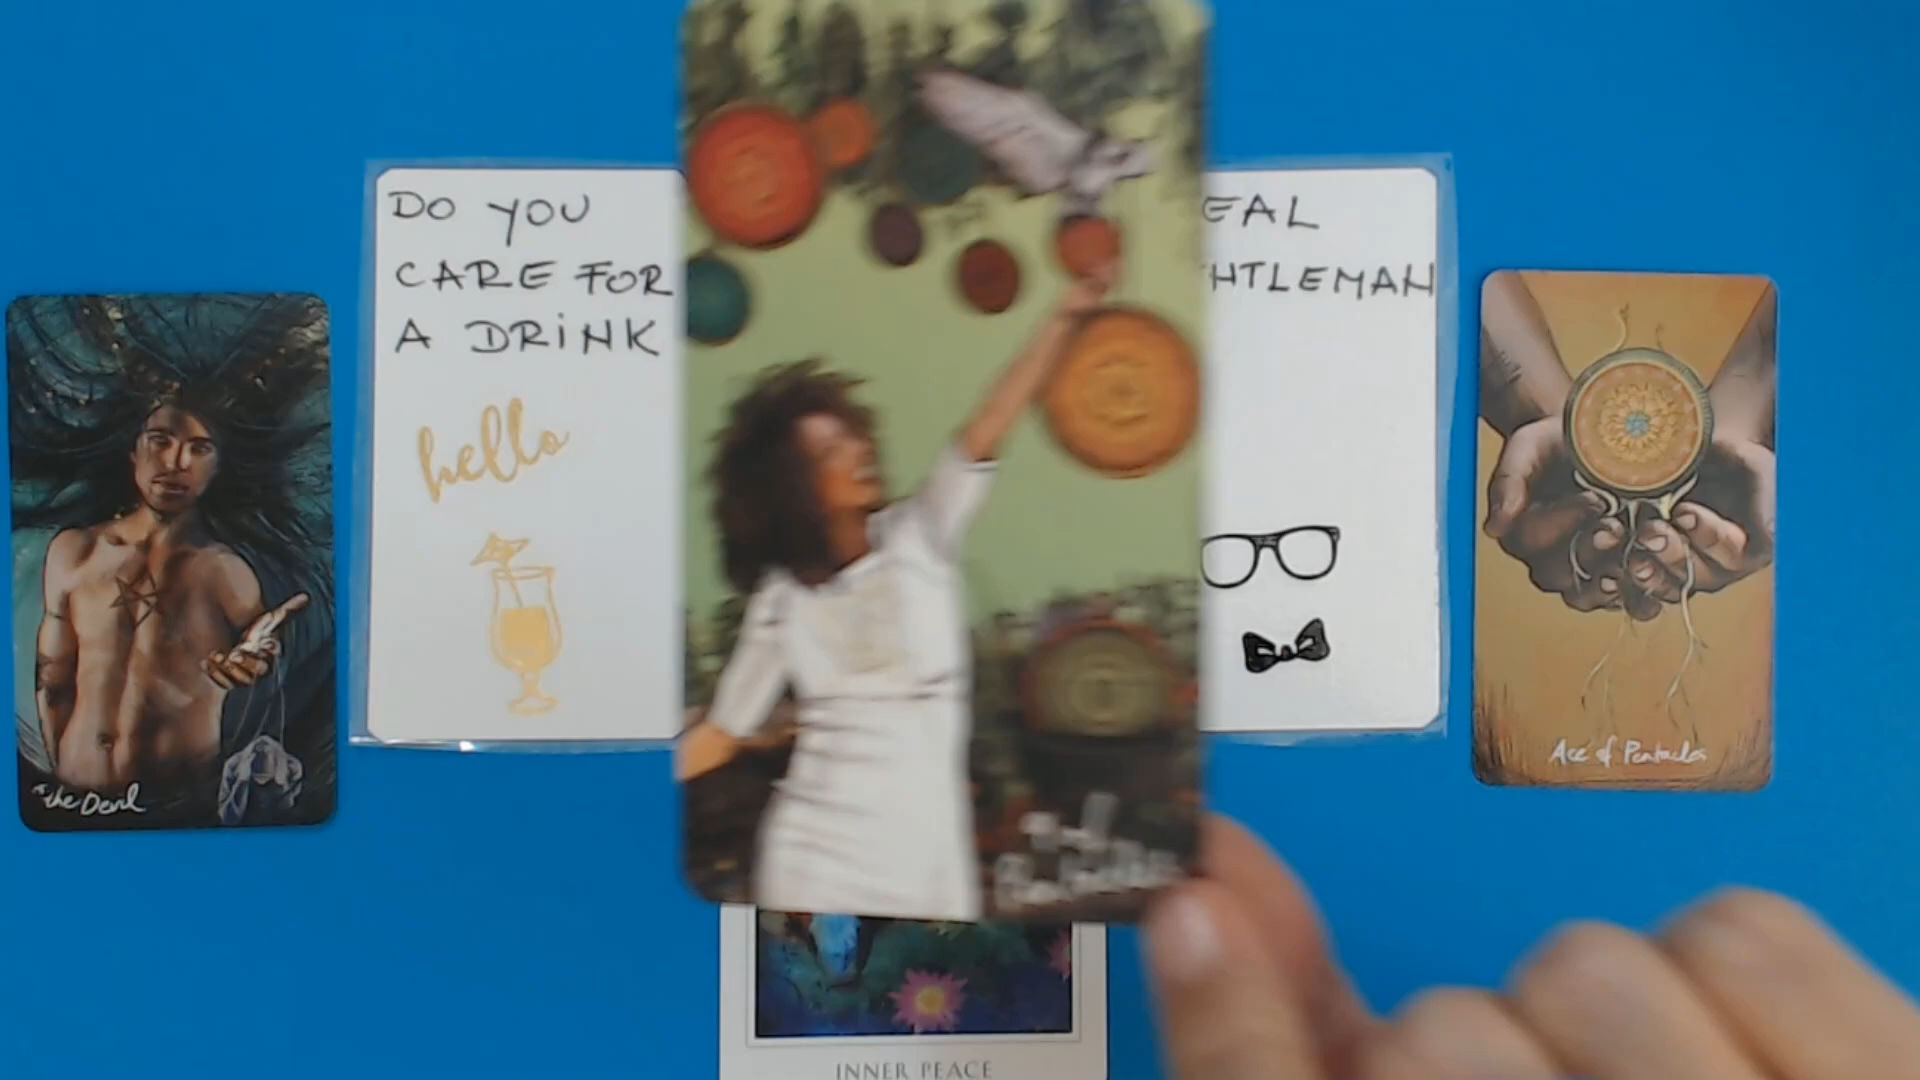 DO YOU
CARE FOR
A DRINK
hello
EAL
NTLEMAN
the Devil
Ace of Pentacles
INNER PEACE